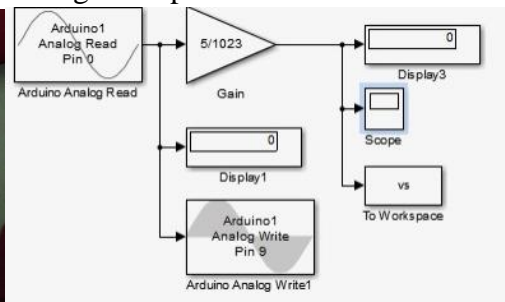 Arduino1
Analog Read
Pin 0
Arduino Analog Read
5/1023
Gain
0
Display3
Scope
0
Display1
vs
To Workspace
Arduino1
Analog Write
Pin 9
Arduino Analog Write1